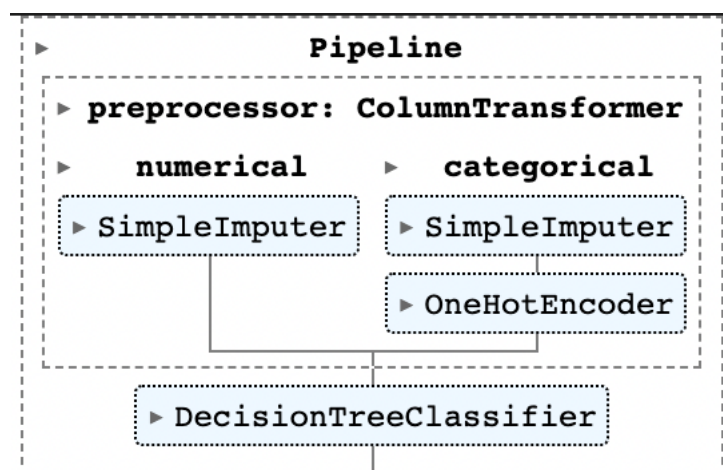 Pipeline
preprocessor: ColumnTransformer
numerical categorical
SimpleImputer SimpleImputer
OneHotEncoder
DecisionTreeClassifier